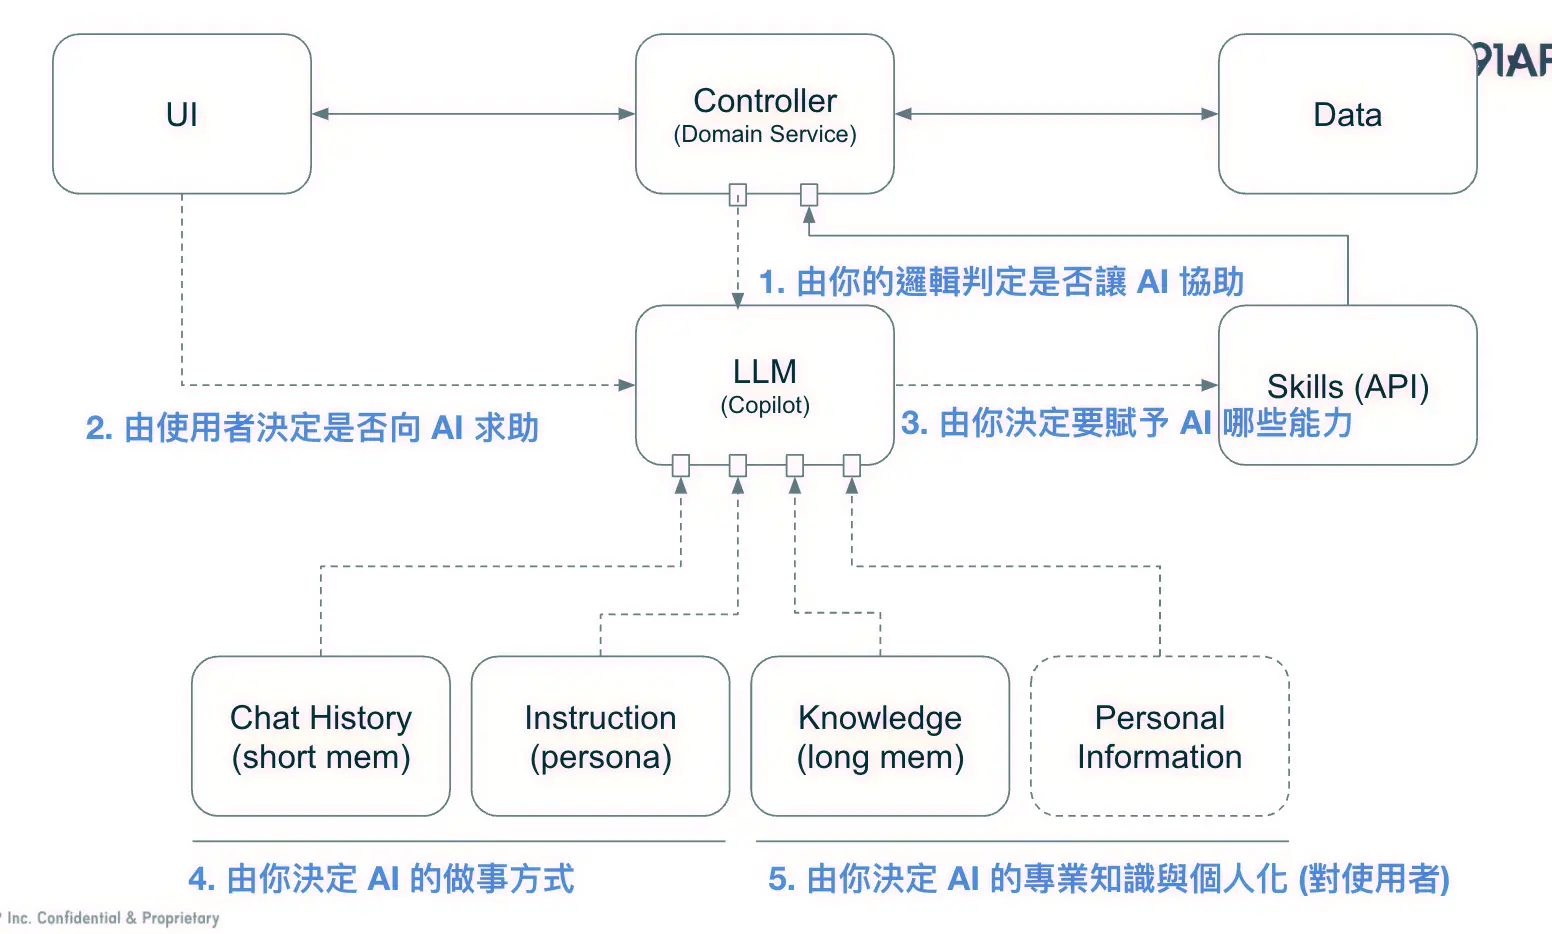 UI
Controller
(Domain Service)
Data
91AP
1. 由你的邏輯判定是否讓 AI 協助
LLM
(Copilot)
Skills (API)
2. 由使用者決定是否向 AI 求助
3. 由你決定要賦予 AI 哪些能力
Chat History
(short mem)
Instruction
(persona)
Knowledge
(long mem)
Personal
Information
4. 由你決定 AI 的做事方式
5. 由你決定 AI 的專業知識與個人化 (對使用者)
Inc. Confidential & Proprietary